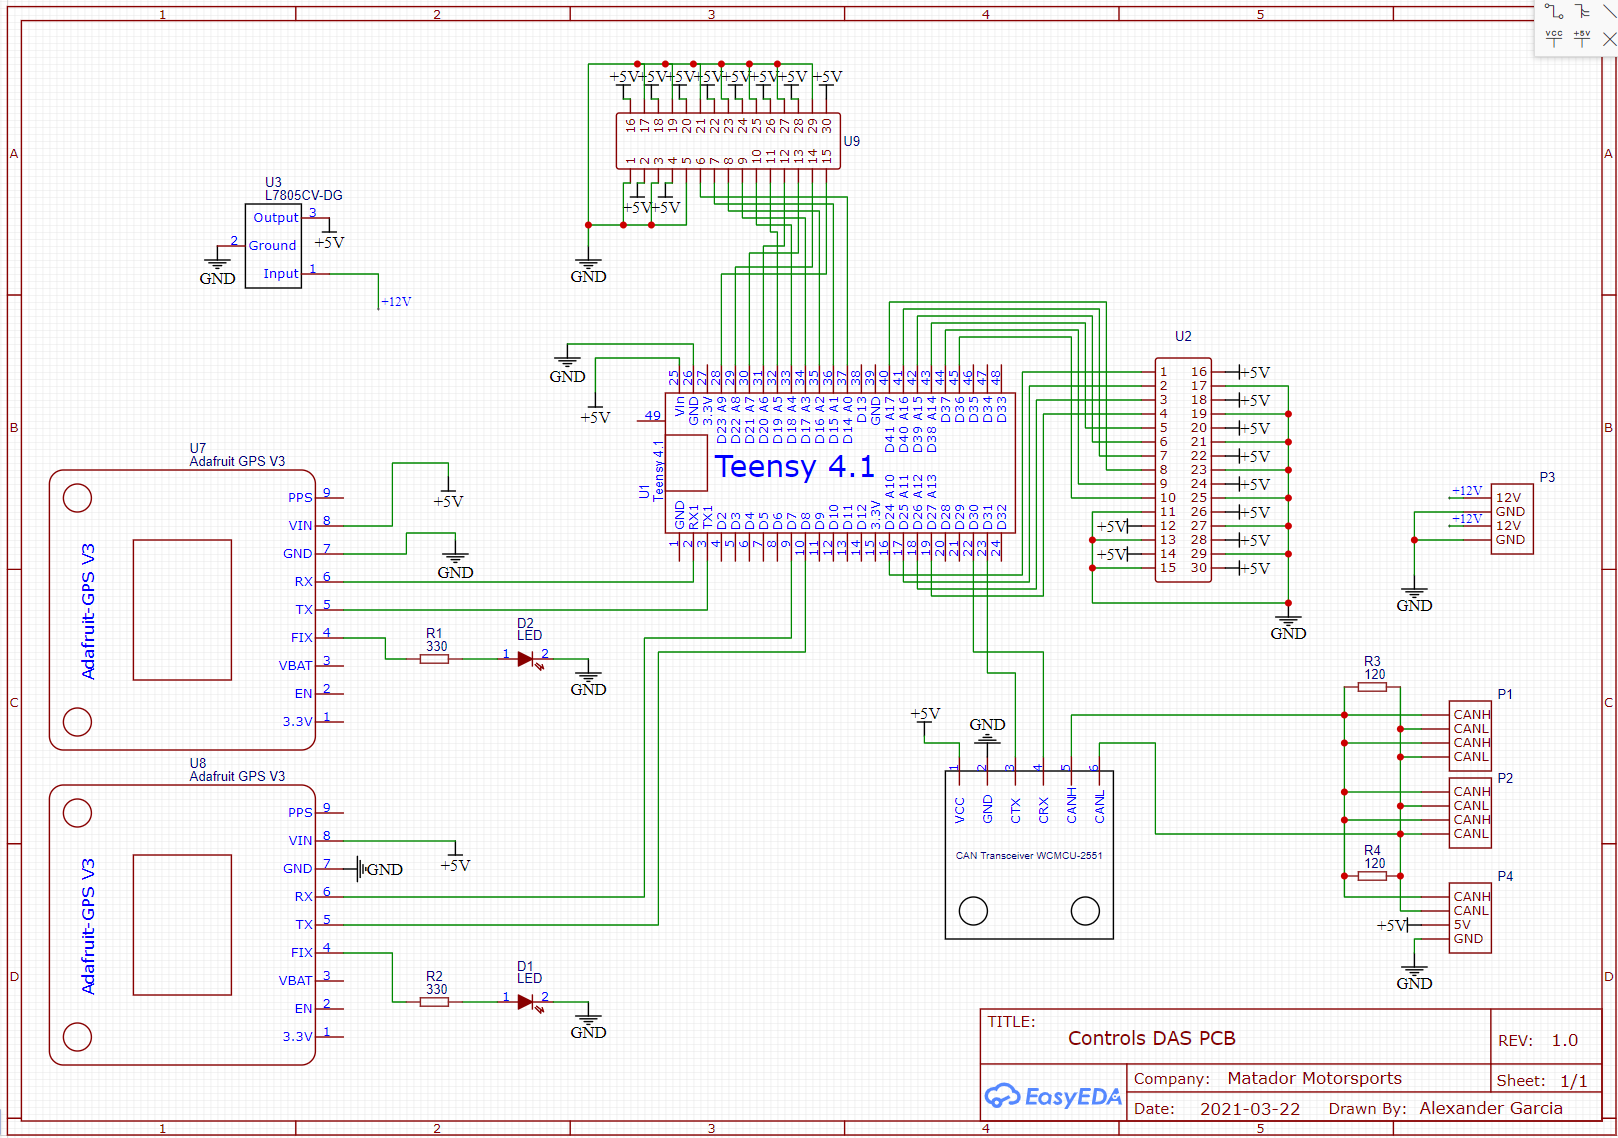 1 2 3 4 5
VCC +5V
+5V +5V +5V +5V +5V +5V +5V +5V
16 17 18 19 20 21 22 23 24 25 26 27 28 29 30
U9
1 2 3 4 5 6 7 8 9 10 11 12 13 14 15
A A
+5V +5V
GND
U3
L7805CV-DG
Output 3
+5V
2 Ground
GND
Input 1
+12V
GND
+5V
25 26 27 28 29 30 31 32 33 34 35 36 37 38 39 40 41 42 43 44 45 46 47 48
Vin GND 3.3V D23 A9 D22 A8 D21 A7 D20 A6 D19 A5 D18 A4 D17 A3 D16 A2 D15 A1 D14 A0 D13 GND D41 A17 D40 A16 D39 A15 D38 A14 D37 D36 D35 D34 D33
49
U1
Teensy 4.1
Teensy 4.1
GND RX1 TX1 D2 D3 D4 D5 D6 D7 D8 D9 D10 D11 D12 3.3V D24 A10 D25 A11 D26 A12 D27 A13 D28 D29 D30 D31 D32
1 2 3 4 5 6 7 8 9 10 11 12 13 14 15 16 17 18 19 20 21 22 23 24
U2
1 16 +5V
2 17
3 18 +5V
4 19
5 20 +5V
6 21
7 22 +5V
8 23
9 24 +5V
10 25
11 26 +5V
+5V 12 27
13 28 +5V
+5V 14 29
15 30 +5V
GND
B B
P3
+12V 12V
GND
+12V 12V
GND
GND
U7
Adafruit GPS V3
Adafruit-GPS V3
PPS 9
VIN 8
+5V
GND 7
GND
RX 6
TX 5
FIX 4
VBAT 3
EN 2
3.3V 1
R1
330
D2
LED
1 2
GND
C C
U8
Adafruit GPS V3
Adafruit-GPS V3
PPS 9
VIN 8
+5V
GND 7 GND
RX 6
TX 5
FIX 4
VBAT 3
EN 2
3.3V 1
R2
330
D1
LED
1 2
GND
+5V GND
1 2 3 4 5 6
VCC GND CTX CRX CANH CANL
CAN Transceiver WCMCU-2551
R3
120
P1
CANH
CANL
CANH
CANL
P2
CANH
CANL
CANH
CANL
R4
120
P4
CANH
CANL
+5V 5V
GND
GND
D D
TITLE:
Controls DAS PCB
REV: 1.0
EasyEDA
Company: Matador Motorsports
Sheet: 1/1
Date: 2021-03-22 Drawn By: Alexander Garcia
1 2 3 4 5